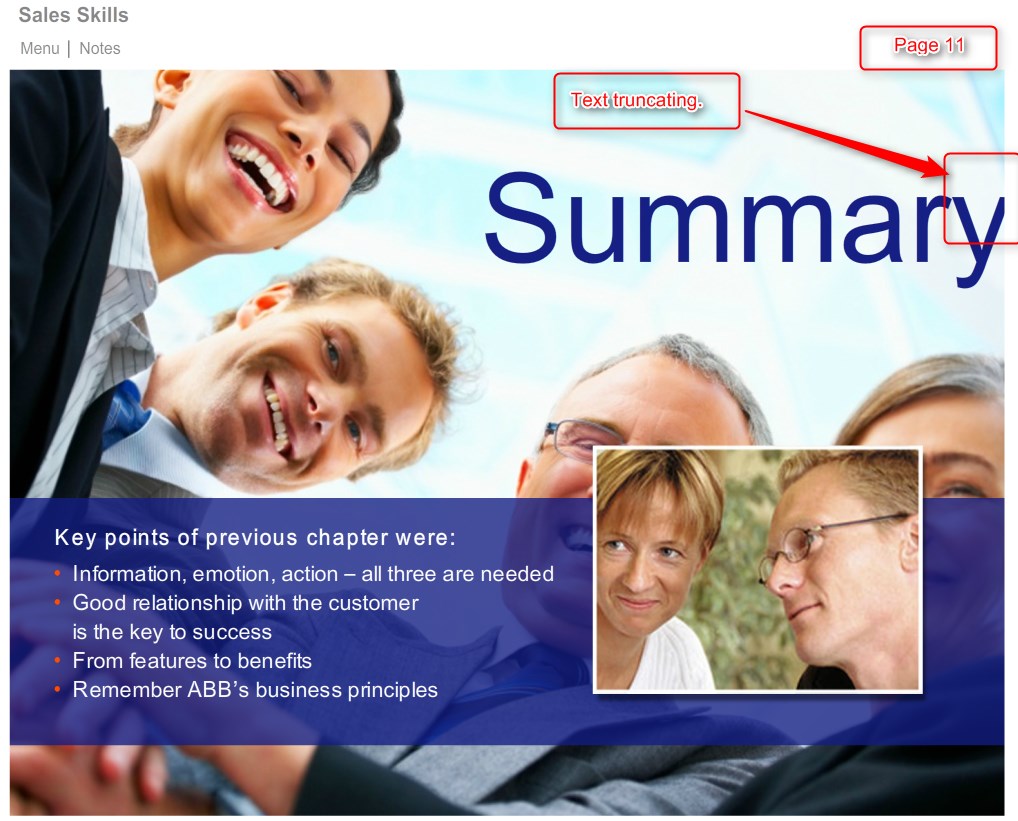 Sales Skills
Menu | Notes
Page 11
Text truncating.
Summary
Key points of previous chapter were:
• Information, emotion, action – all three are needed
• Good relationship with the customer
is the key to success
• From features to benefits
• Remember ABB’s business principles